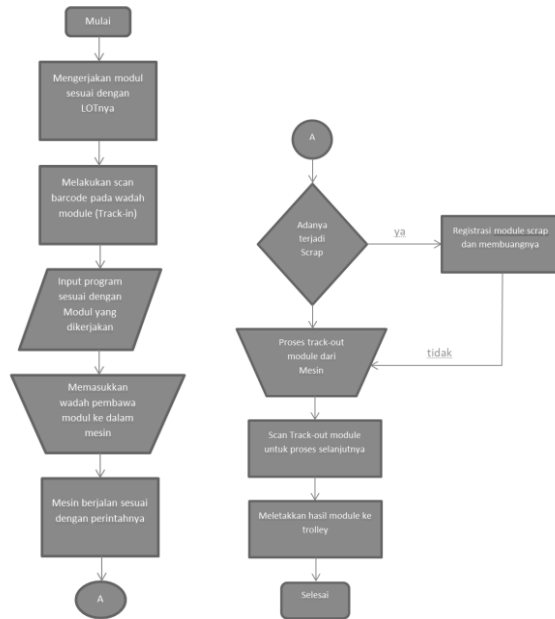 Mulai
Mengerjakan modul
sesuai dengan
LOTnya
Melakukan scan
barcode pada wadah
module (Track-in)
Input program
sesuai dengan
Modul yang
dikerjakan
Memasukkan
wadah pembawa
modul ke dalam
mesin
Mesin berjalan sesuai
dengan perintahnya
A
A
Adanya
terjadi
Scrap
ya
Registrasi module scrap
dan membuangnya
tidak
Proses track-out
module dari
Mesin
Scan Track-out module
untuk proses selanjutnya
Meletakkan hasil module ke
trolley
Selesai